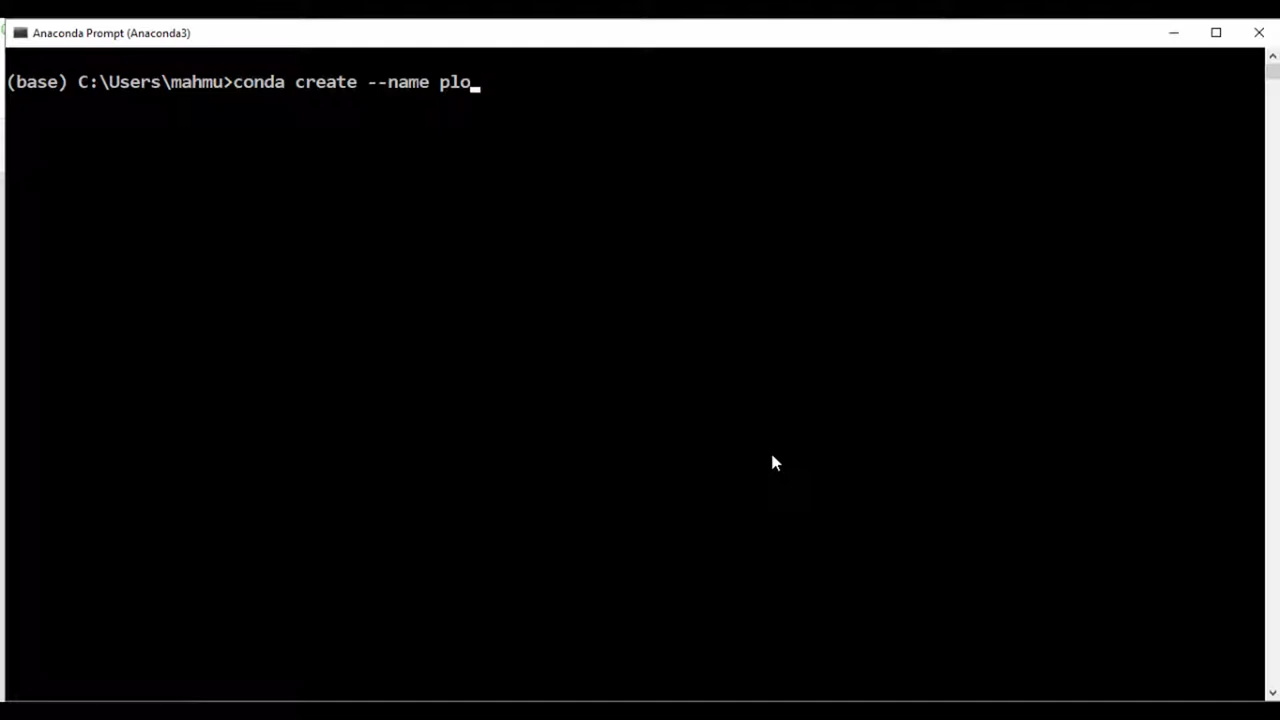 Anaconda Prompt (Anaconda3)
(base) C:\Users\mahmu>conda create --name plo